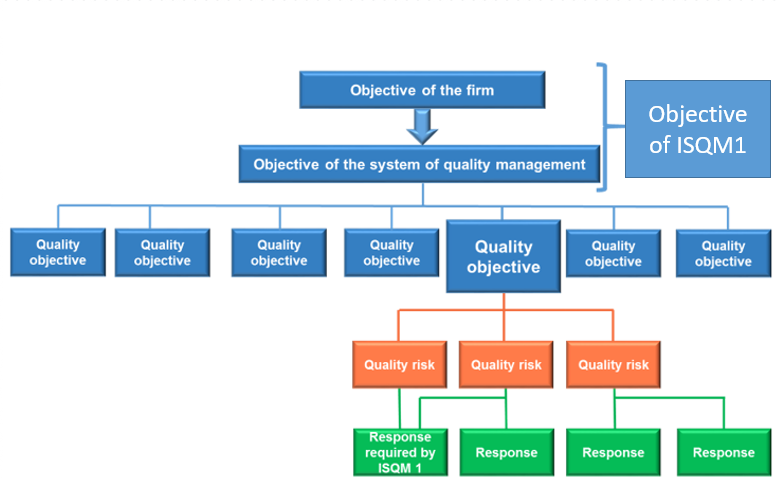 Objective of the firm
Objective
of ISQM1
Objective of the system of quality management
Quality
objective
Quality
objective
Quality
objective
Quality
objective
Quality
objective
Quality
objective
Quality
objective
Quality risk
Quality risk
Quality risk
Response
required by
ISQM 1
Response
Response
Response